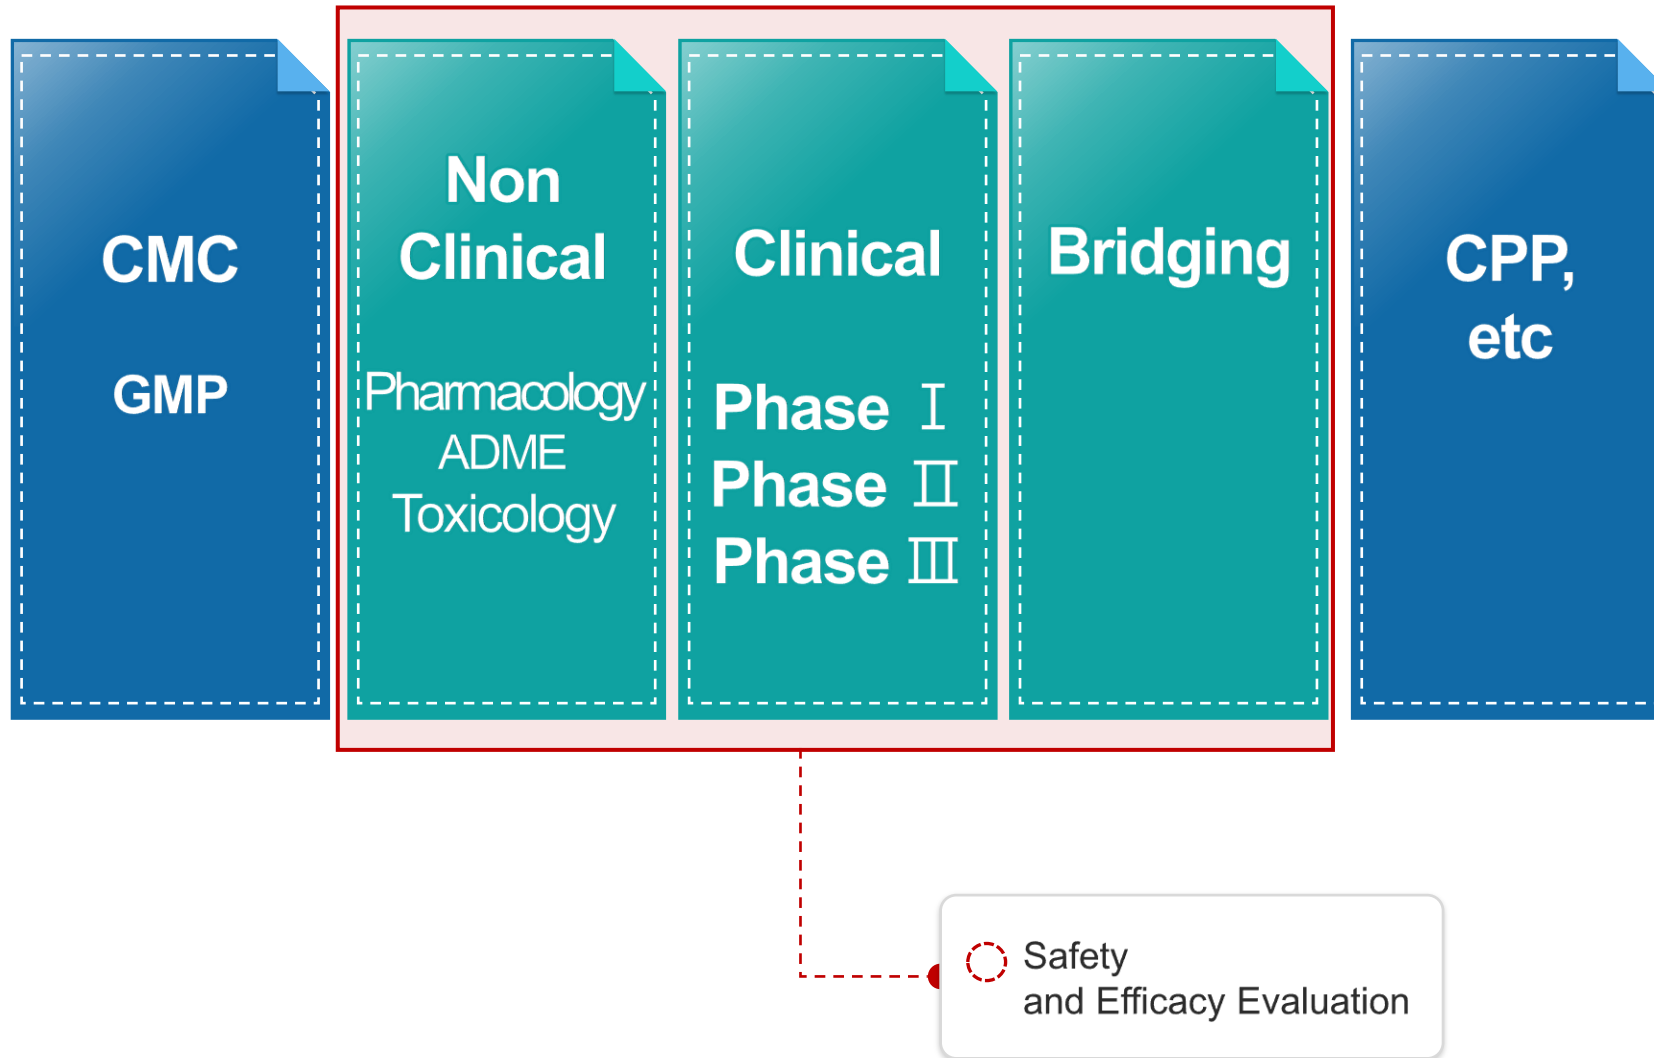 CMC
GMP
Non
Clinical
Pharmacology
ADME
Toxicology
Clinical
Phase Ⅰ
Phase Ⅱ
Phase Ⅲ
Bridging
CPP,
etc
Safety
and Efficacy Evaluation